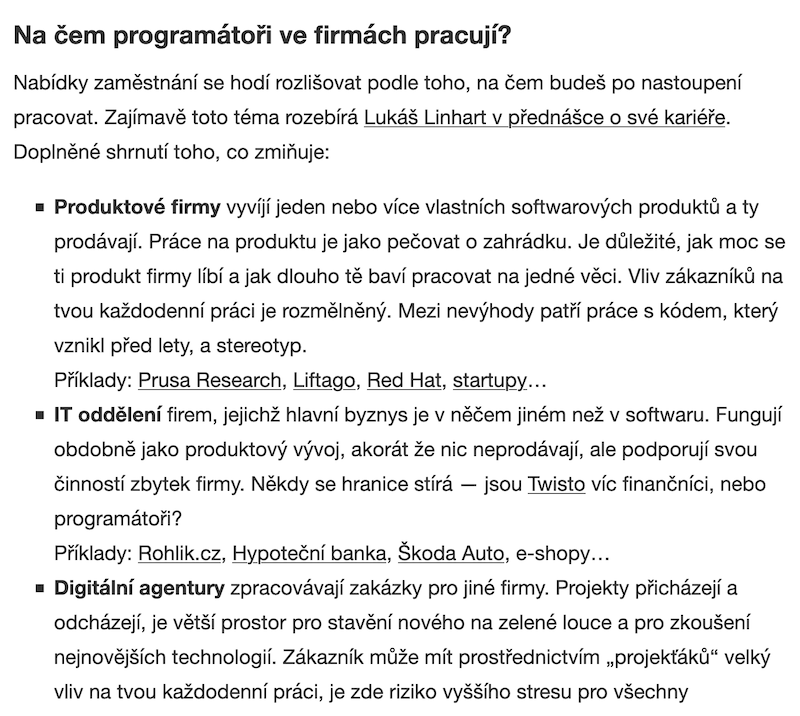 Na čem programátoři ve firmách pracují?
Nabídky zaměstnání se hodí rozlišovat podle toho, na čem budeš po nastoupení
pracovat. Zajímavě toto téma rozebírá Lukáš Linhart v přednášce o své kariéře.
Doplněné shrnutí toho, co zmiňuje:
▪ Produktové firmy vyvíjí jeden nebo více vlastních softwarových produktů a ty
prodávají. Práce na produktu je jako pečovat o zahrádku. Je důležité, jak moc se
ti produkt firmy líbí a jak dlouho tě baví pracovat na jedné věci. Vliv zákazníků na
tvou každodenní práci je rozmělněný. Mezi nevýhody patří práce s kódem, který
vznikl před lety, a stereotyp.
Příklady: Prusa Research, Liftago, Red Hat, startupy…
▪ IT oddělení firem, jejichž hlavní byznys je v něčem jiném než v softwaru. Fungují
obdobně jako produktový vývoj, akorát že nic neprodávají, ale podporují svou
činností zbytek firmy. Někdy se hranice stírá — jsou Twisto víc finančníci, nebo
programátoři?
Příklady: Rohlik.cz, Hypoteční banka, Škoda Auto, e-shopy…
▪ Digitální agentury zpracovávají zakázky pro jiné firmy. Projekty přicházejí a
odcházejí, je větší prostor pro stavění nového na zelené louce a pro zkoušení
nejnovějších technologií. Zákazník může mít prostřednictvím „projekťáků“ velký
vliv na tvou každodenní práci, je zde riziko vyššího stresu pro všechny